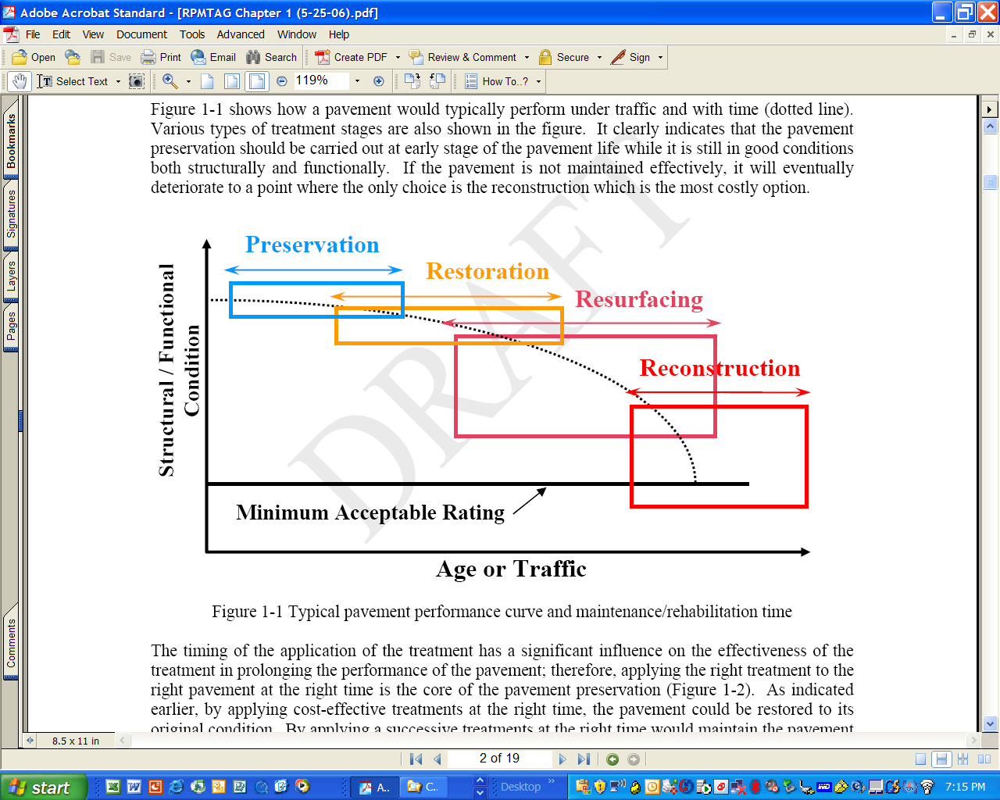 Adobe Acrobat Standard - [RPMTAG Chapter 1 (5-25-06).pdf]
File Edit View Document Tools Advanced Window Help
Open Save Print Email Search Create PDF Review & Comment Secure Sign
Select Text 119% How To..?
Bookmarks
Signatures
Layers
Pages
Comments
Figure 1-1 shows how a pavement would typically perform under traffic and with time (dotted line).
Various types of treatment stages are also shown in the figure. It clearly indicates that the pavement
preservation should be carried out at early stage of the pavement life while it is still in good conditions
both structurally and functionally. If the pavement is not maintained effectively, it will eventually
deteriorate to a point where the only choice is the reconstruction which is the most costly option.
DRAFT
Preservation
Restoration
Resurfacing
Reconstruction
Structural / Functional
Condition
Minimum Acceptable Rating
Age or Traffic
Figure 1-1 Typical pavement performance curve and maintenance/rehabilitation time
The timing of the application of the treatment has a significant influence on the effectiveness of the
treatment in prolonging the performance of the pavement; therefore, applying the right treatment to the
right pavement at the right time is the core of the pavement preservation (Figure 1-2). As indicated
earlier, by applying cost-effective treatments at the right time, the pavement could be restored to its
original condition. By applying a successive treatments at the right time would maintain the pavement
8.5 x 11 in
2 of 19
start A.. C.. Desktop » 7:15 PM